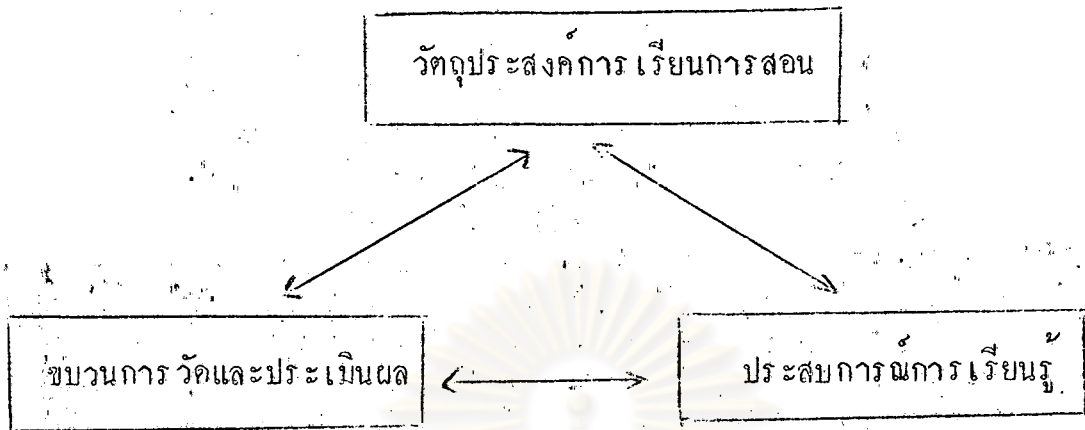 วัตถุประสงค์การเรียนการสอน
ขบวนการวัดและประเมินผล
ประสบการณ์การเรียนรู้